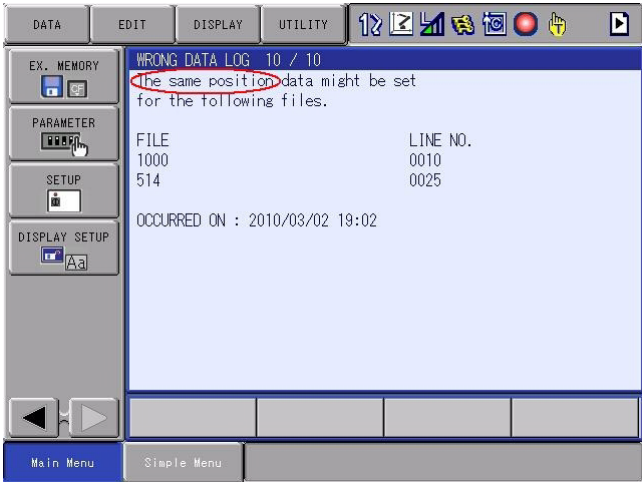 DATA
EDIT
DISPLAY
UTILITY
EX. MEMORY
CF
PARAMETER
SETUP
DISPLAY SETUP
Aa
WRONG DATA LOG 10 / 10
The same position data might be set
for the following files.
FILE LINE NO.
1000 0010
514 0025
OCCURRED ON : 2010/03/02 19:02
Main Menu
Simple Menu